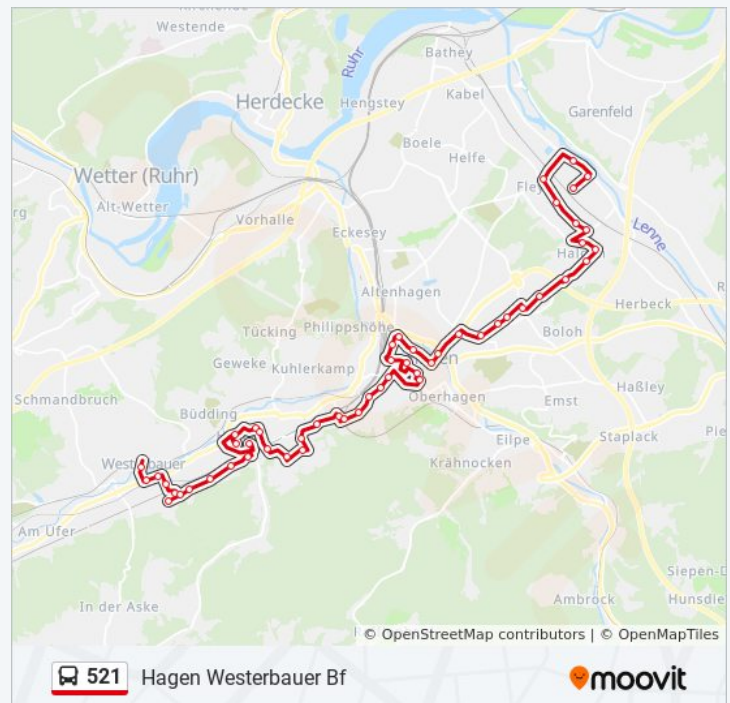 Westende
Bathey
Ruhr
Kabel
Herdecke
Hengstey
Garenfeld
Boele
Helfe
Wetter (Ruhr)
Fley
Alt-Wetter
Vorhalle
Lenne
Eckesey
Altenhagen
Herbeck
Philippshöhe
Tücking
Boloh
Geweke
Kuhlerkamp
Haßley
Schmandbruch
Oberhagen
Emst
Büdding
Staplack
Eilpe
Krähnocken
Westerbauer
Am Ufer
Siepen-D
In der Aske
Ambrock
Hunsdie
© OpenStreetMap contributors | © OpenMapTiles
521 Hagen Westerbauer Bf
moovit